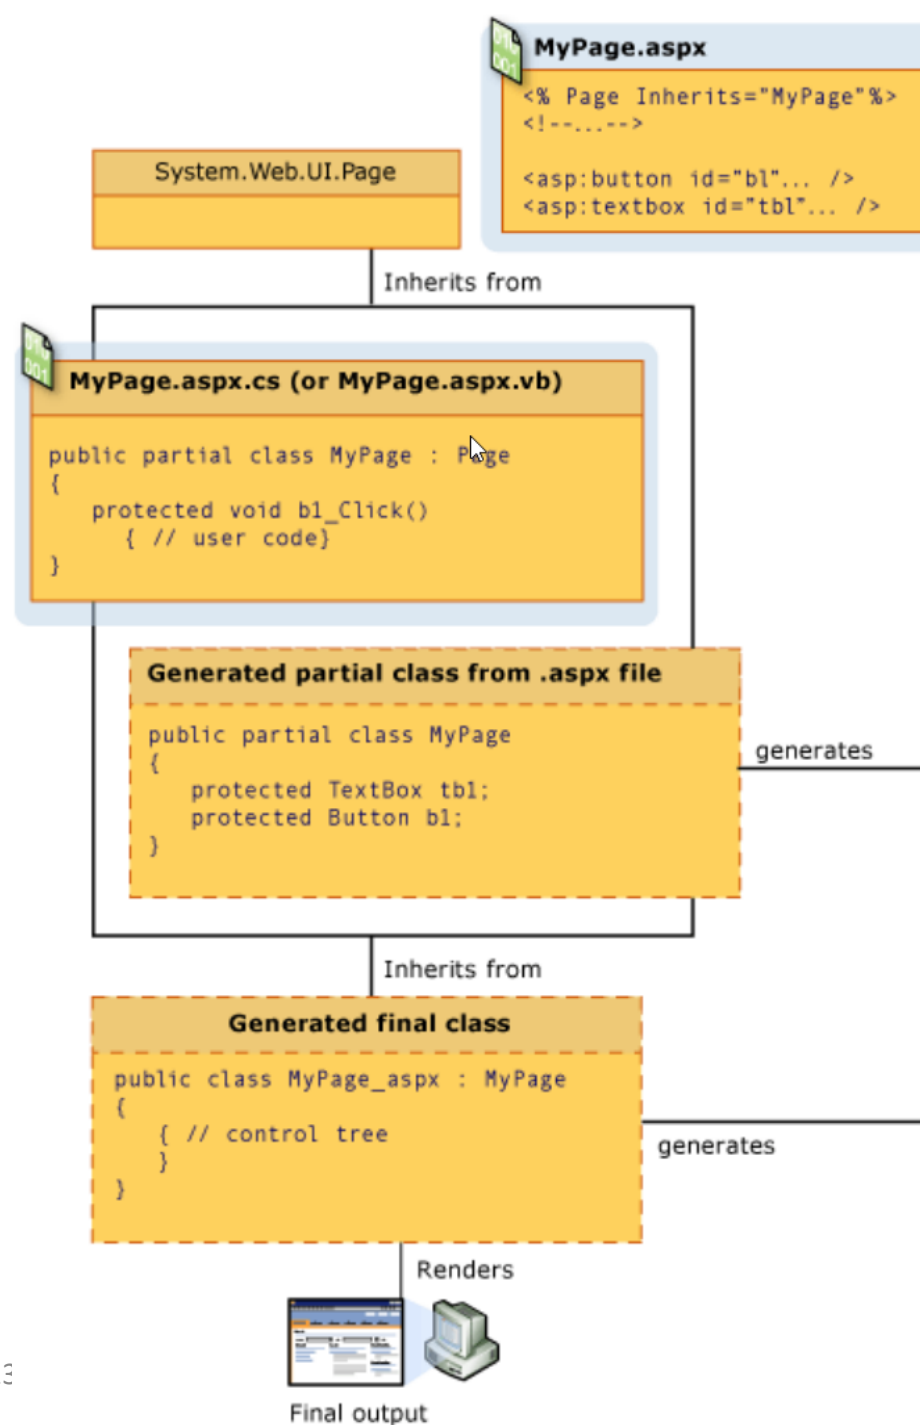 MyPage.aspx
<% Page Inherits="MyPage"%>
<!--...-->
<asp:button id="bl"... />
<asp:textbox id="tbl"... />
System.Web.UI.Page
Inherits from
MyPage.aspx.cs (or MyPage.aspx.vb)
public partial class MyPage : Page
{
protected void b1_Click()
{ // user code}
}
Generated partial class from .aspx file
public partial class MyPage
{
protected TextBox tb1;
protected Button b1;
}
generates
Inherits from
Generated final class
public class MyPage_aspx : MyPage
{
{ // control tree
}
}
generates
Renders
Final output